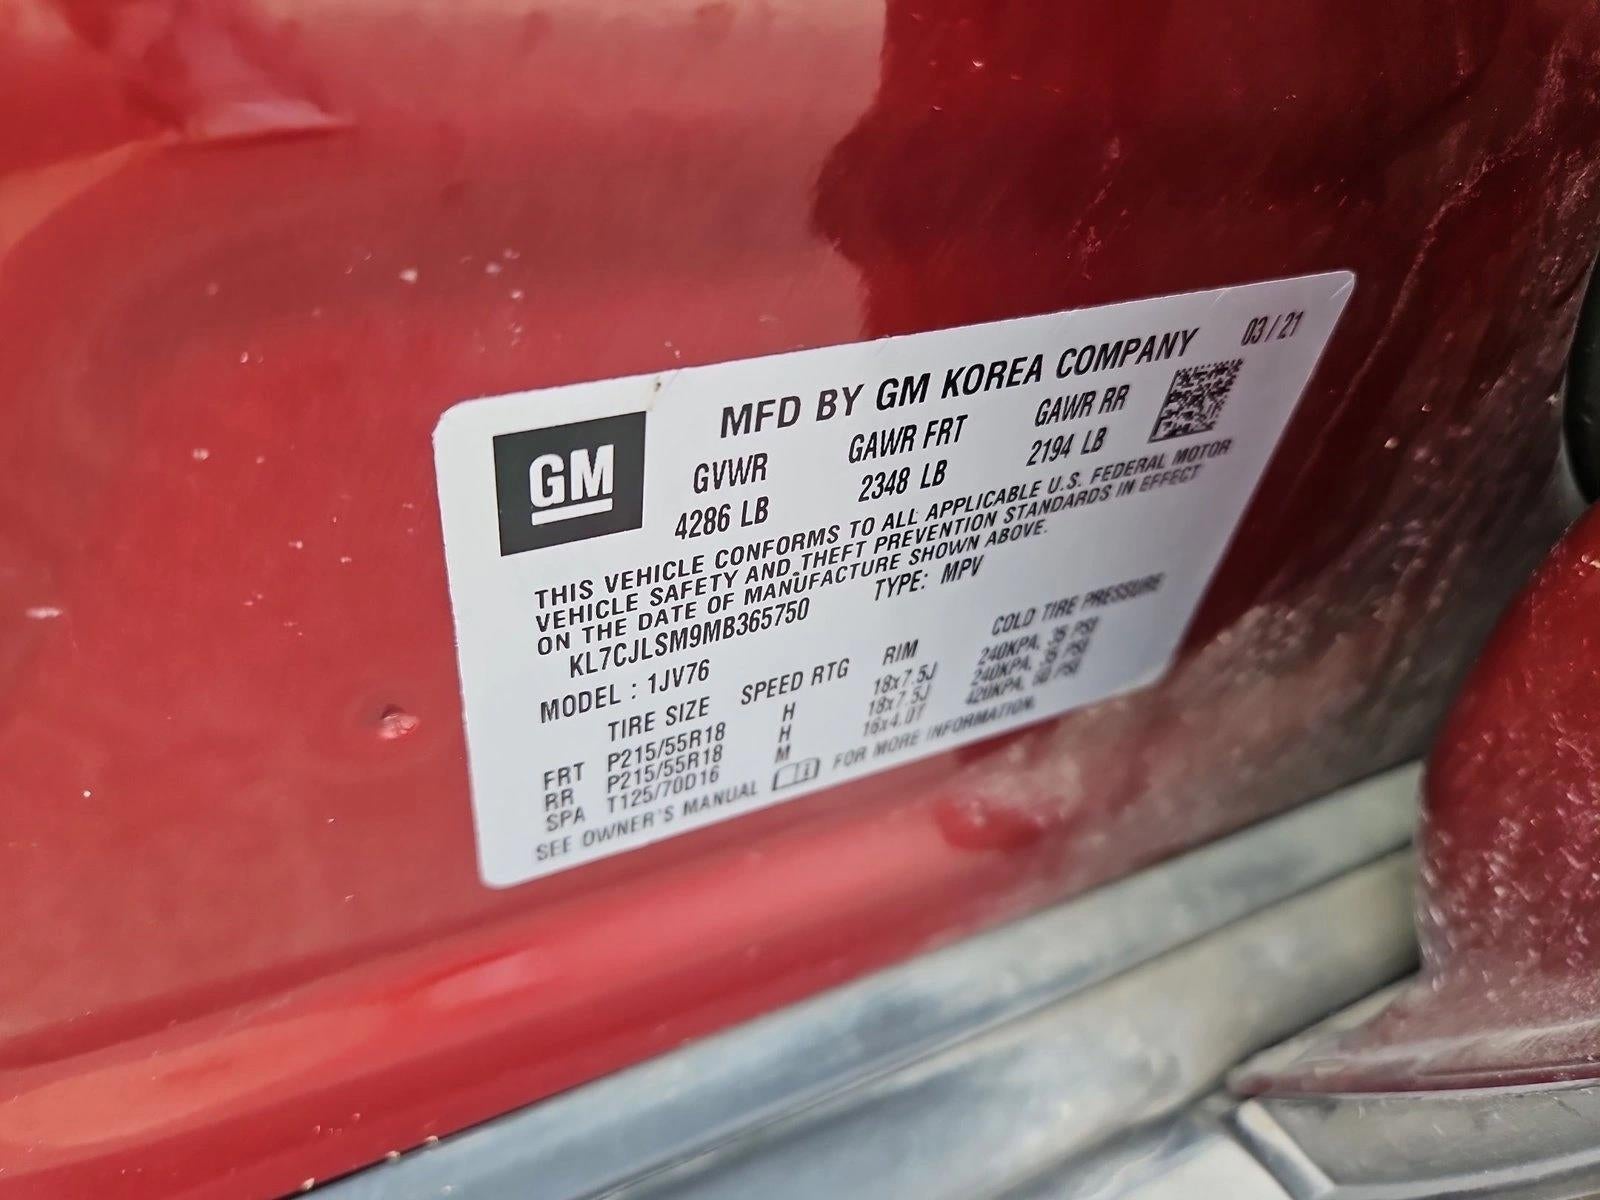 MFD BY GM KOREA COMPANY 03/21
GM
GVWR GAWR FRT GAWR RR
4286 LB 2348 LB 2194 LB
THIS VEHICLE CONFORMS TO ALL APPLICABLE U.S. FEDERAL MOTOR
VEHICLE SAFETY AND THEFT PREVENTION STANDARDS IN EFFECT
ON THE DATE OF MANUFACTURE SHOWN ABOVE.
KL7CJLSM9MB365750 TYPE: MPV
MODEL : 1JV76
TIRE SIZE SPEED RTG RIM COLD TIRE PRESSURE
FRT P215/55R18 H 18x7.5J 240KPA, 35 PSI
RR P215/55R18 H 18x7.5J 240KPA, 35 PSI
SPA T125/70D16 M 16x4.0T 420KPA, 60 PSI
SEE OWNER'S MANUAL i FOR MORE INFORMATION.